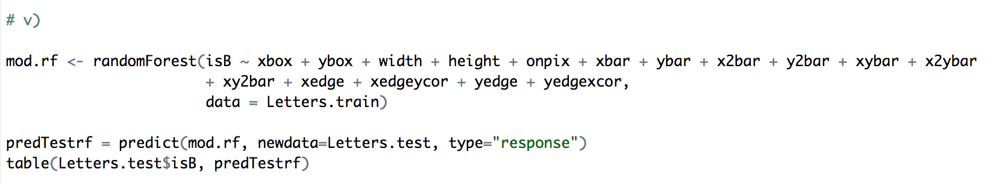 # v)
mod.rf <- randomForest(isB ~ xbox + ybox + width + height + onpix + xbar + ybar + x2bar + y2bar + xybar + x2ybar
+ xy2bar + xedge + xedgeycor + yedge + yedgexcor,
data = Letters.train)
predTestrf = predict(mod.rf, newdata=Letters.test, type="response")
table(Letters.test$isB, predTestrf)